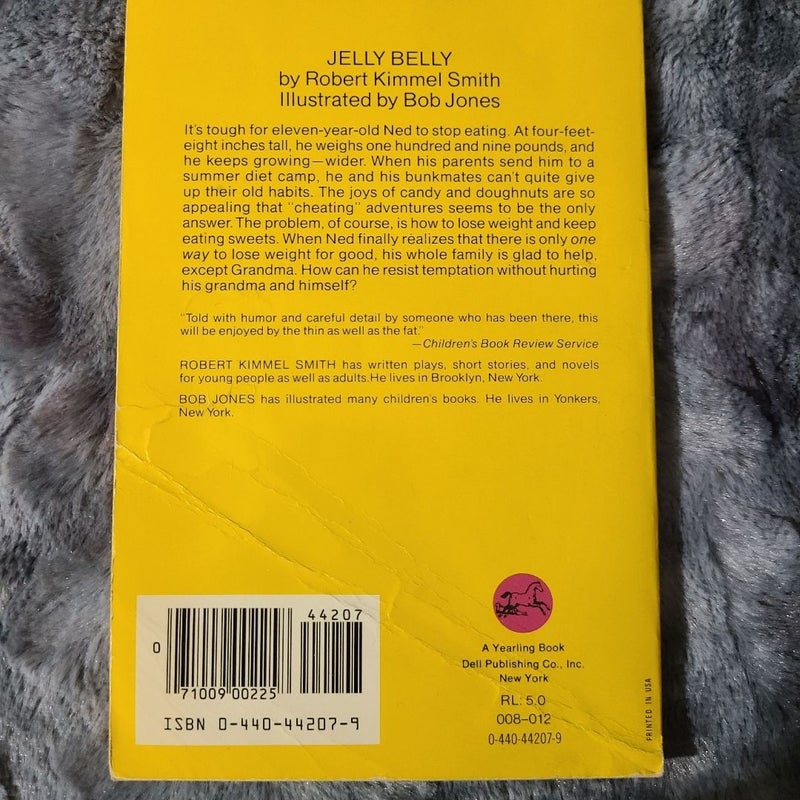 JELLY BELLY
by Robert Kimmel Smith
Illustrated by Bob Jones
It's tough for eleven-year-old Ned to stop eating. At four-feet-
eight inches tall, he weighs one hundred and nine pounds, and
he keeps growing—wider. When his parents send him to a
summer diet camp, he and his bunkmates can't quite give
up their old habits. The joys of candy and doughnuts are so
appealing that "cheating" adventures seems to be the only
answer. The problem, of course, is how to lose weight and keep
eating sweets. When Ned finally realizes that there is only one
way to lose weight for good, his whole family is glad to help,
except Grandma. How can he resist temptation without hurting
his grandma and himself?
"Told with humor and careful detail by someone who has been there, this
will be enjoyed by the thin as well as the fat."
—Children's Book Review Service
ROBERT KIMMEL SMITH has written plays, short stories, and novels
for young people as well as adults.He lives in Brooklyn, New York.
BOB JONES has illustrated many children's books. He lives in Yonkers,
New York.
44207
0
71009 00225
ISBN 0-440-44207-9
A Yearling Book
Dell Publishing Co., Inc.
New York
RL: 5.0
008–012
0-440-44207-9
PRINTED IN USA